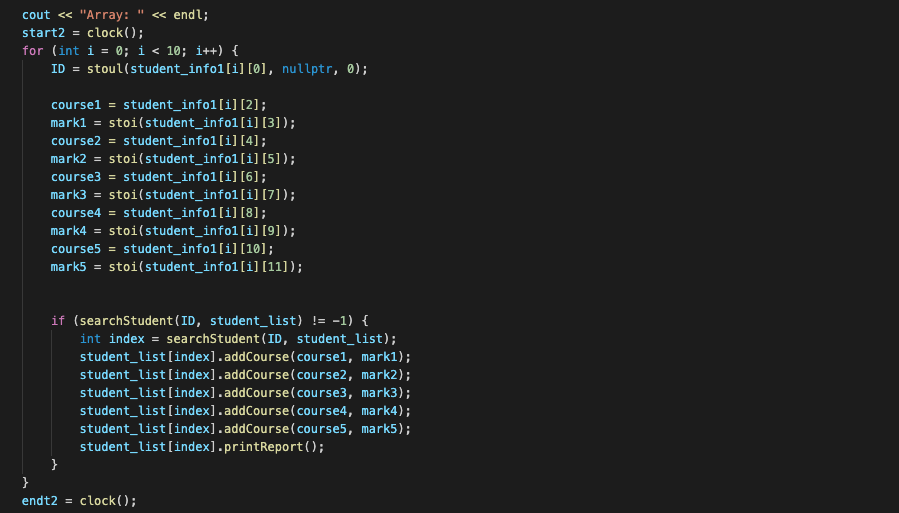 cout << "Array: " << endl;
start2 = clock();
for (int i = 0; i < 10; i++) {
    ID = stoul(student_info1[i][0], nullptr, 0);

    course1 = student_info1[i][2];
    mark1 = stoi(student_info1[i][3]);
    course2 = student_info1[i][4];
    mark2 = stoi(student_info1[i][5]);
    course3 = student_info1[i][6];
    mark3 = stoi(student_info1[i][7]);
    course4 = student_info1[i][8];
    mark4 = stoi(student_info1[i][9]);
    course5 = student_info1[i][10];
    mark5 = stoi(student_info1[i][11]);


    if (searchStudent(ID, student_list) != -1) {
        int index = searchStudent(ID, student_list);
        student_list[index].addCourse(course1, mark1);
        student_list[index].addCourse(course2, mark2);
        student_list[index].addCourse(course3, mark3);
        student_list[index].addCourse(course4, mark4);
        student_list[index].addCourse(course5, mark5);
        student_list[index].printReport();
    }
}
endt2 = clock();